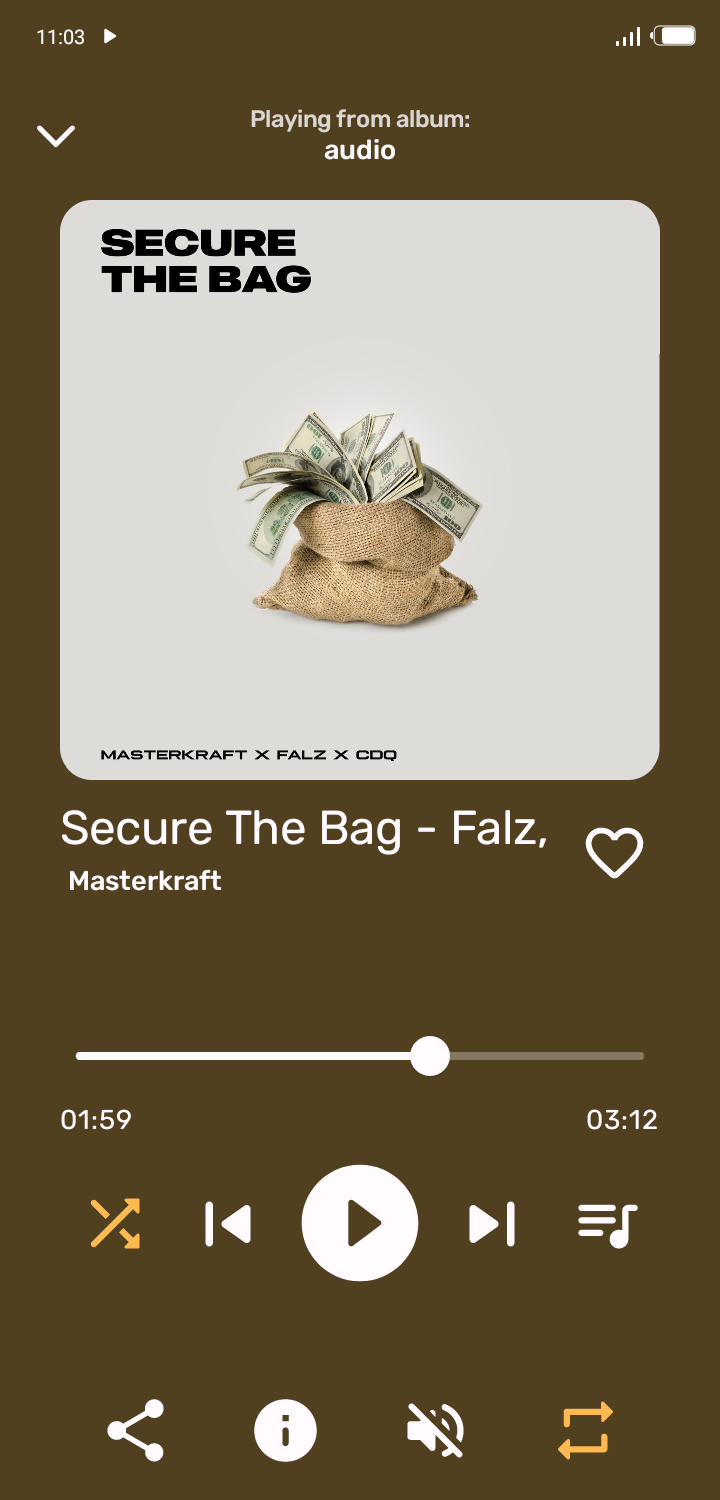 11:03
Playing from album:
audio
SECURE
THE BAG
MASTERKRAFT X FALZ X CDQ
Secure The Bag - Falz,
Masterkraft
01:59
03:12